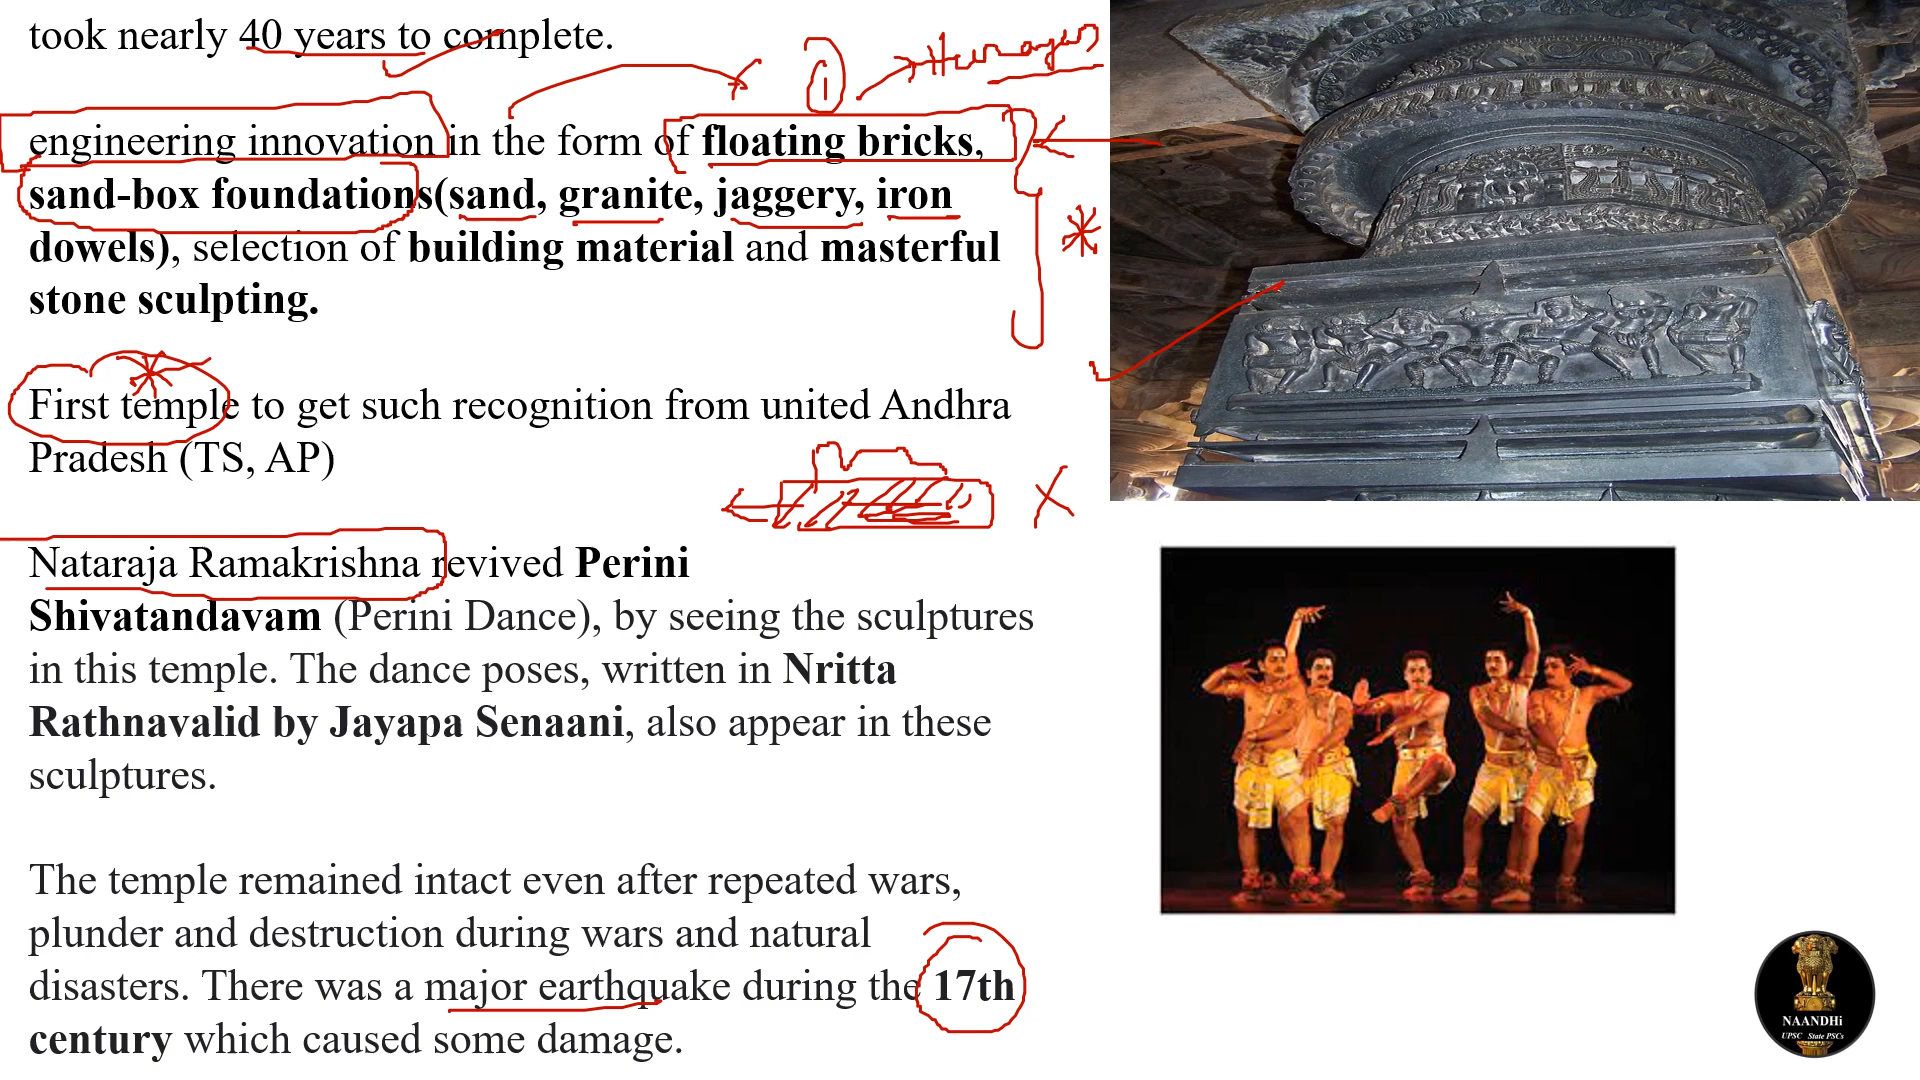 took nearly 40 years to complete.
engineering innovation in the form of floating bricks,
sand-box foundations(sand, granite, jaggery, iron
dowels), selection of building material and masterful
stone sculpting.
First temple to get such recognition from united Andhra
Pradesh (TS, AP)
Nataraja Ramakrishna revived Perini
Shivatandavam (Perini Dance), by seeing the sculptures
in this temple. The dance poses, written in Nritta
Rathnavalid by Jayapa Senaani, also appear in these
sculptures.
The temple remained intact even after repeated wars,
plunder and destruction during wars and natural
disasters. There was a major earthquake during the 17th
century which caused some damage.
1
NAANDHi
UPSC State PSCs